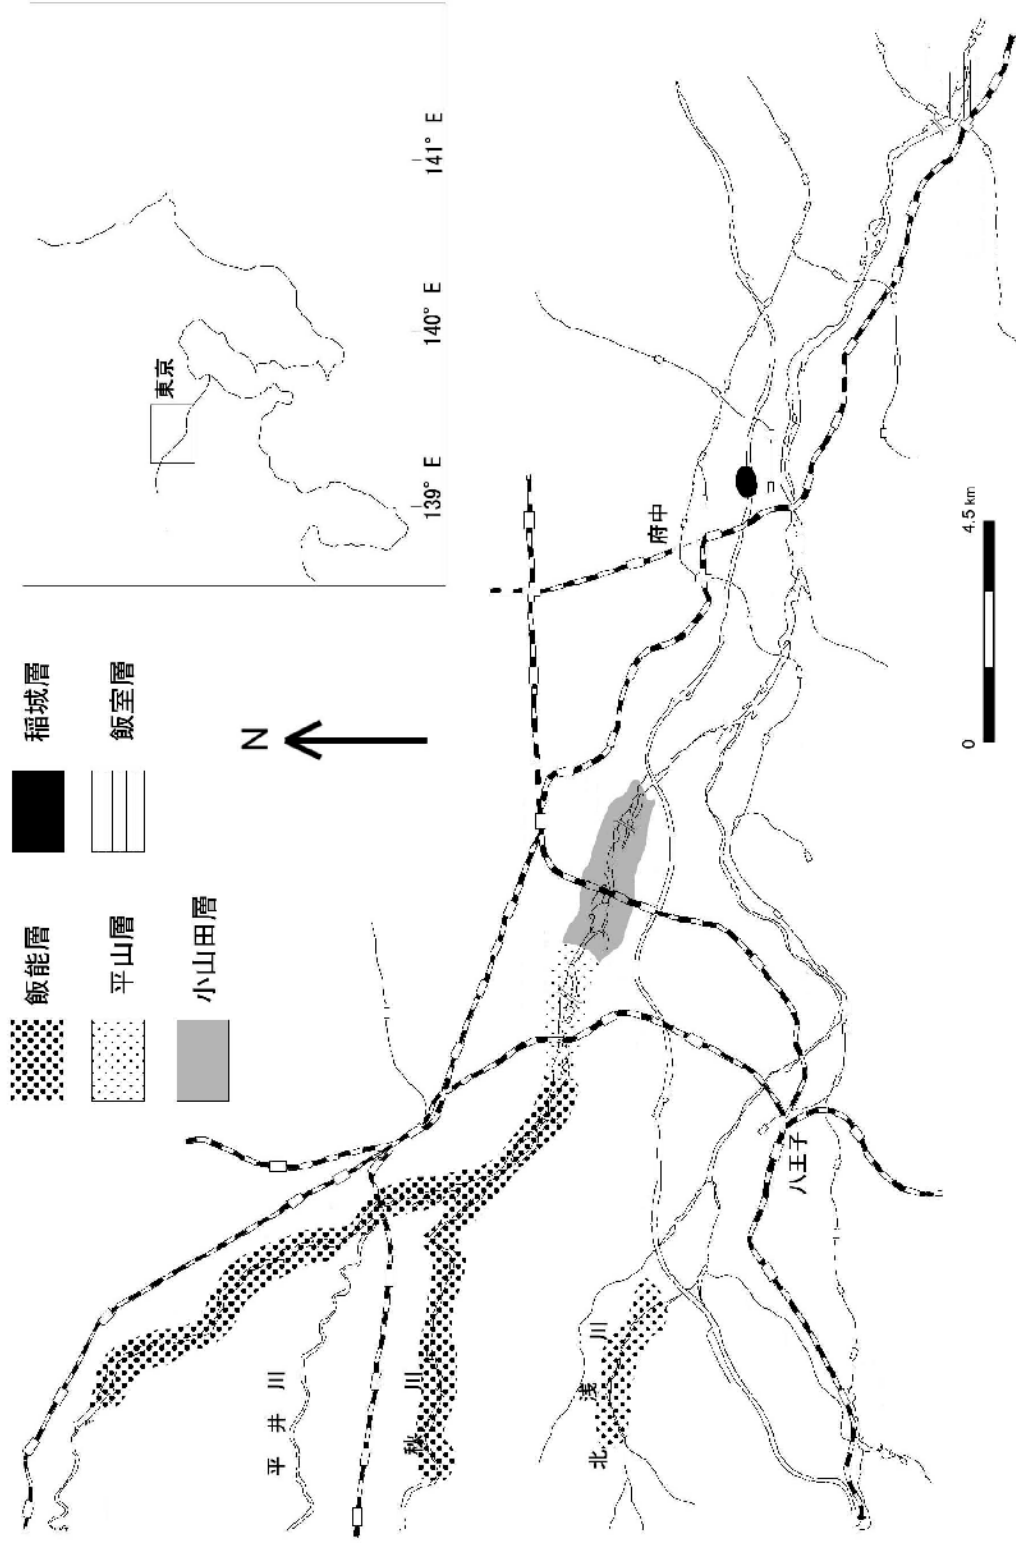 飯能層
稲城層
平山層
飯室層
小山田層
N
東京
139° E
140° E
141° E
平井川
秋川
北浅川
八王子
府中
0
4.5 km